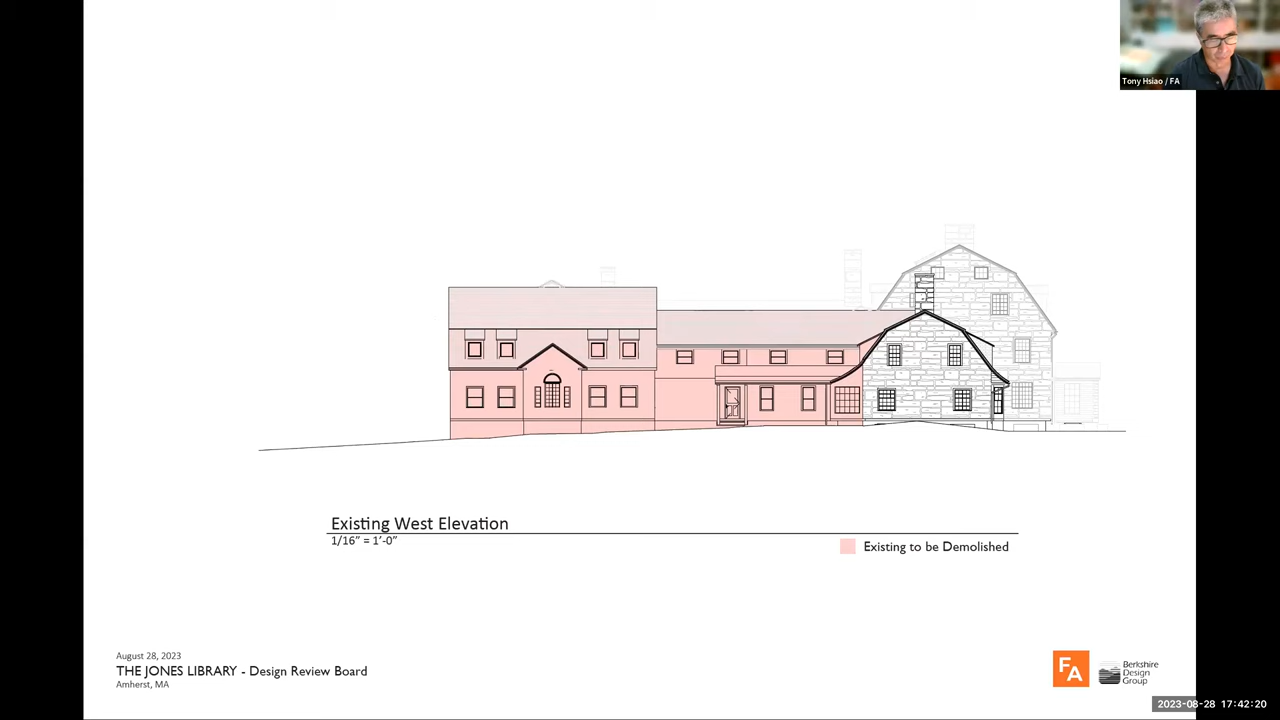 Tony Hsiao / FA
Existing West Elevation
1/16” = 1’-0”
Existing to be Demolished
August 28, 2023
THE JONES LIBRARY - Design Review Board
Amherst, MA
FA
Berkshire
Design
Group
2023-08-28 17:42:20